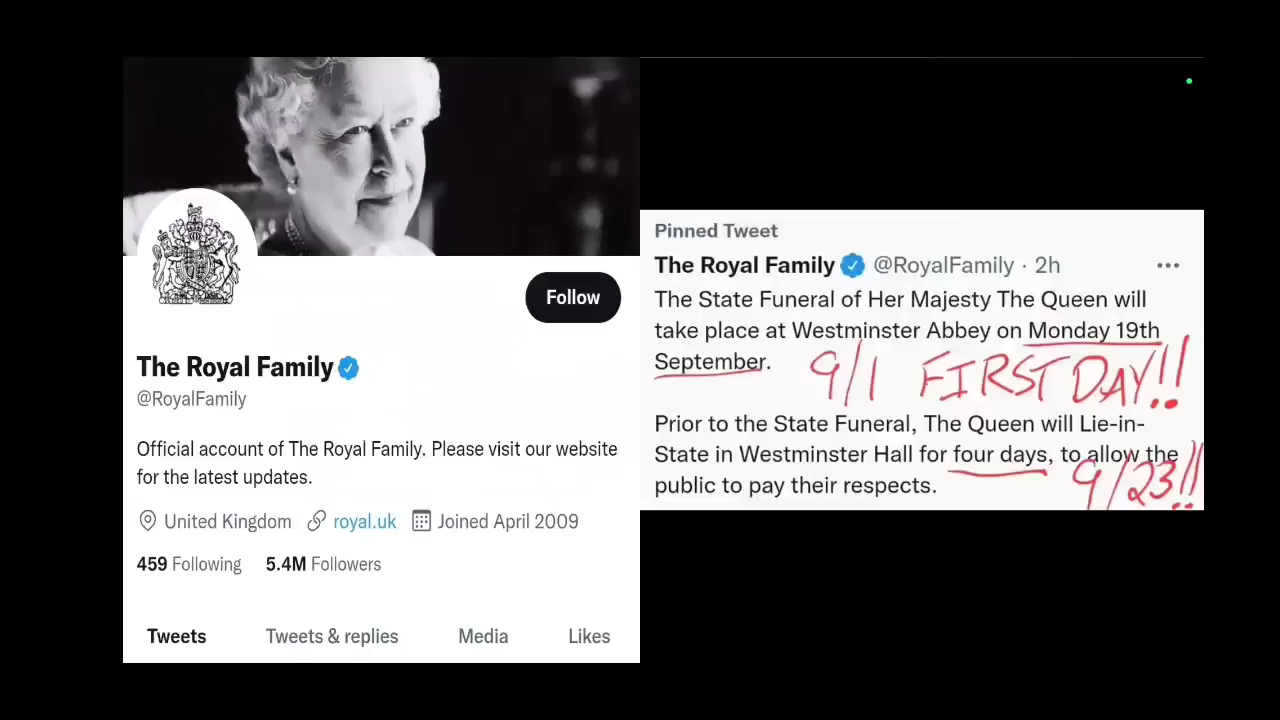 Follow
The Royal Family
@RoyalFamily
Official account of The Royal Family. Please visit our website
for the latest updates.
United Kingdom royal.uk Joined April 2009
459 Following 5.4M Followers
Tweets Tweets & replies Media Likes
Pinned Tweet
The Royal Family @RoyalFamily · 2h
The State Funeral of Her Majesty The Queen will
take place at Westminster Abbey on Monday 19th
September.
9/1 FIRST DAY!!
Prior to the State Funeral, The Queen will Lie-in-
State in Westminster Hall for four days, to allow the
public to pay their respects.
9/23!!